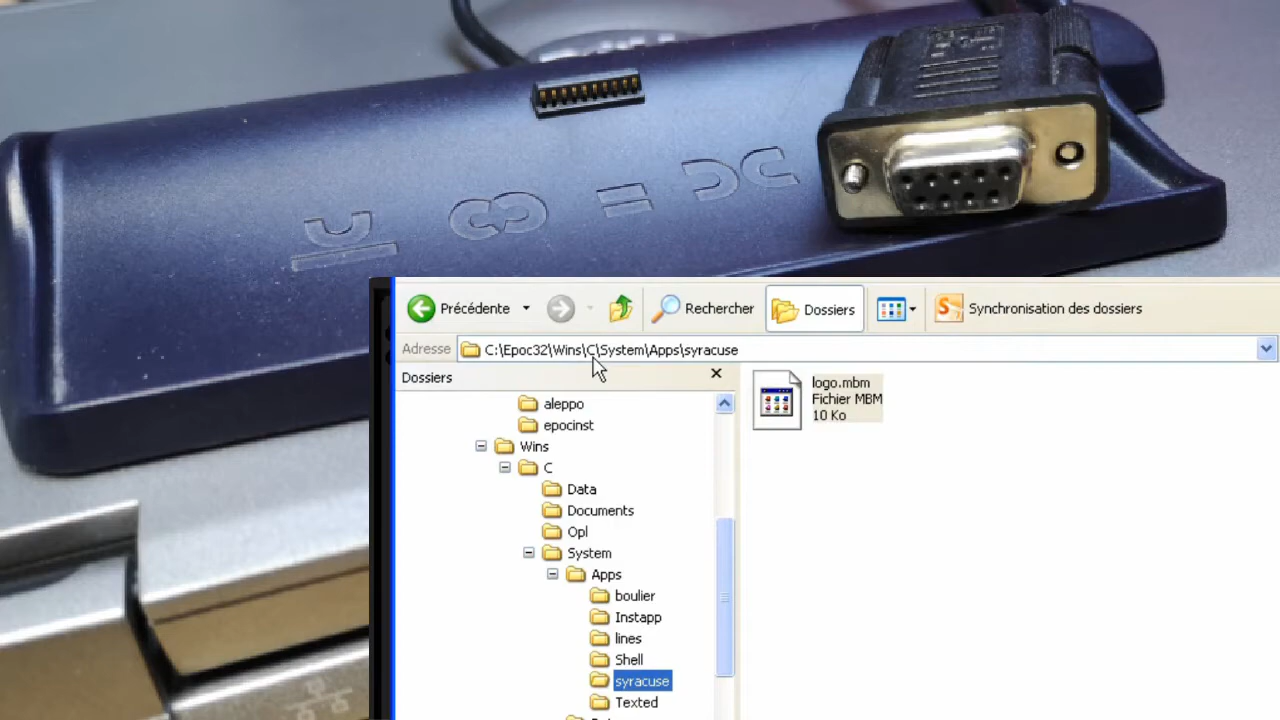 Précédente Rechercher Dossiers Synchronisation des dossiers
Adresse C:\Epoc32\Wins\C\System\Apps\syracuse
Dossiers
aleppo
epocinst
Wins
C
Data
Documents
Opl
System
Apps
boulier
Instapp
lines
Shell
syracuse
Texted
logo.mbm
Fichier MBM
10 Ko